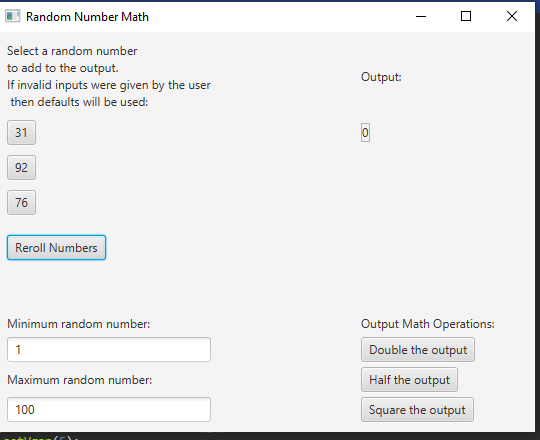 Random Number Math
Select a random number
to add to the output.
If invalid inputs were given by the user
then defaults will be used:
Output:
31
0
92
76
Reroll Numbers
Minimum random number:
Output Math Operations:
1
Double the output
Maximum random number:
Half the output
100
Square the output